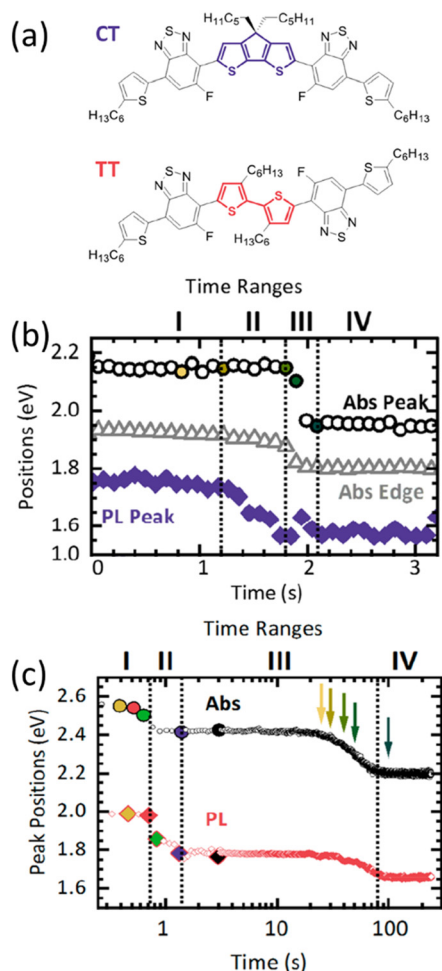 (a)
H11C5 C5H11
CT
N S N N S N
S S S S
F F
H13C6 C6H13
TT
C6H13
C6H13
N S N F
S S S S
F N S N
H13C6 H13C6
Time Ranges
(b) I II III IV
2.2
2.0
1.8
1.6
1.0
Positions (eV)
Abs Peak
Abs Edge
PL Peak
0 1 2 3
Time (s)
Time Ranges
(c) I II III IV
2.6
2.4
2.2
2.0
1.8
1.6
Peak Positions (eV)
Abs
PL
1 10 100
Time (s)